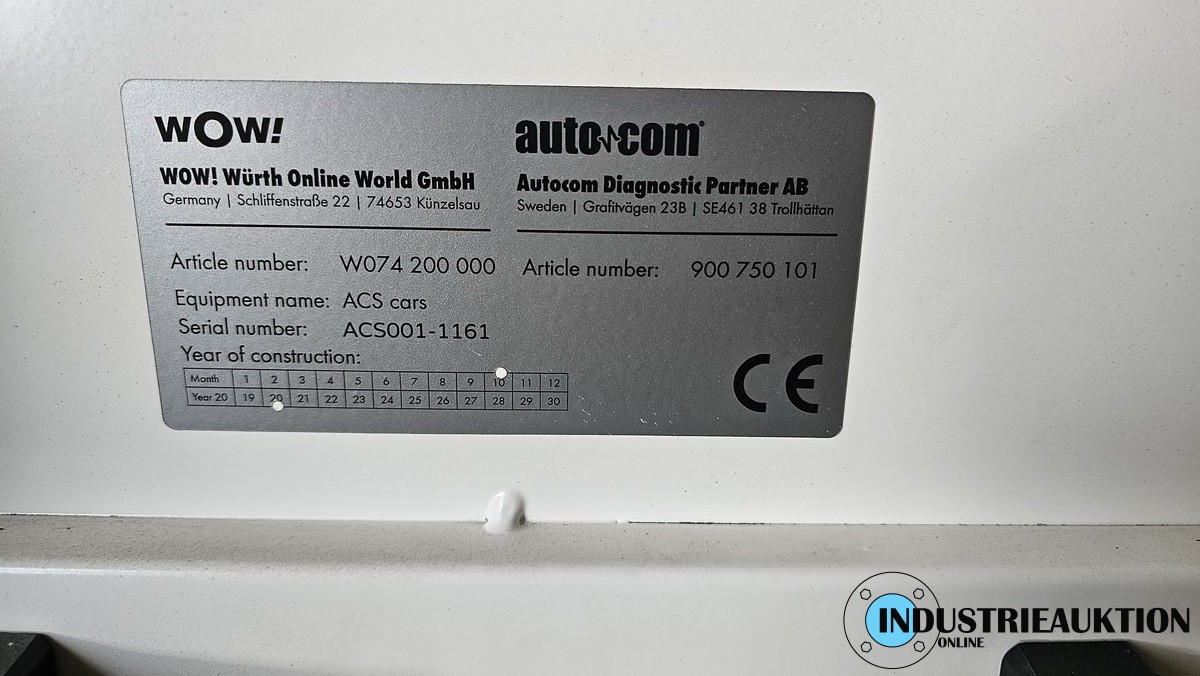 WOW!
WOW! Würth Online World GmbH
Germany | Schliffenstraße 22 | 74653 Künzelsau
autocom
Autocom Diagnostic Partner AB
Sweden | Grafitvägen 23B | SE461 38 Trollhättan
Article number: W074 200 000
Article number: 900 750 101
Equipment name: ACS cars
Serial number: ACS001-1161
Year of construction:
Month 1 2 3 4 5 6 7 8 9 10 11 12
Year 20 19 20 21 22 23 24 25 26 27 28 29 30
CE
INDUSTRIEAUKTION
ONLINE